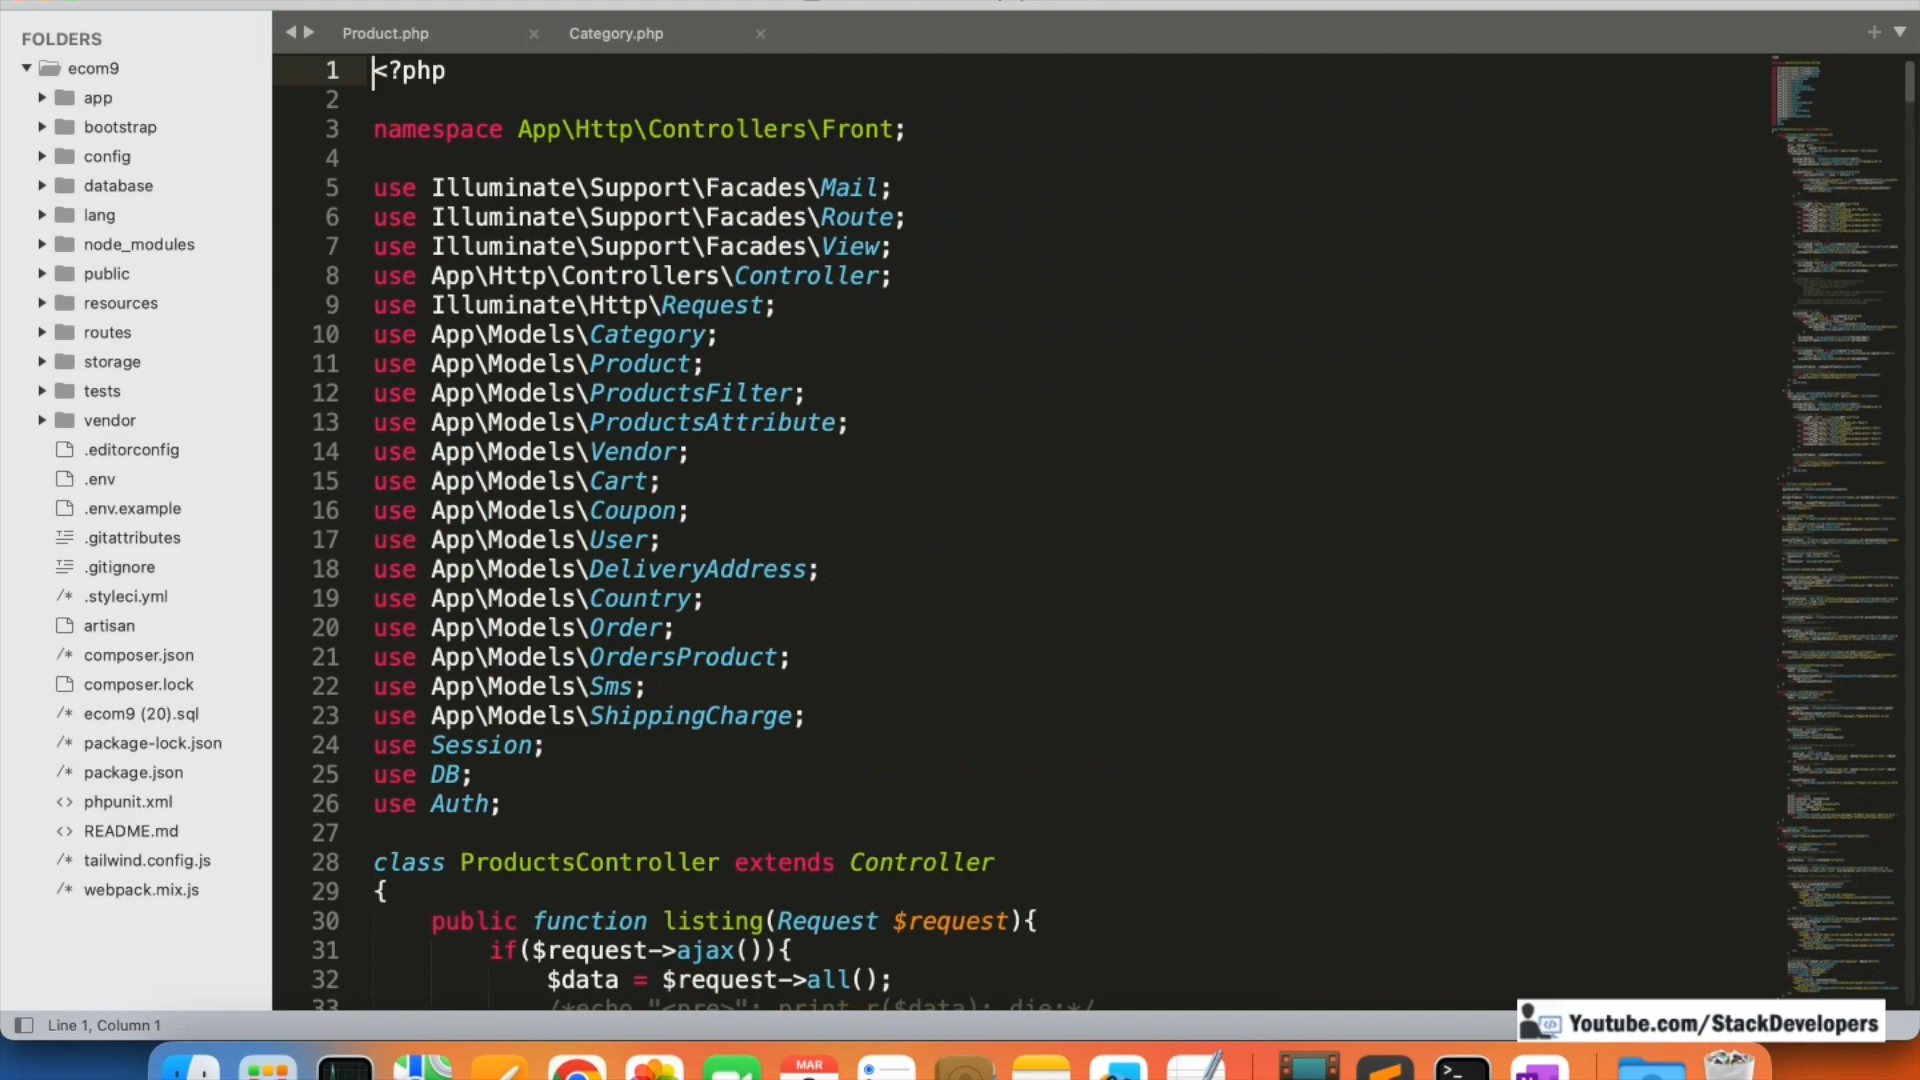 FOLDERS
ecom9
app
bootstrap
config
database
lang
node_modules
public
resources
routes
storage
tests
vendor
.editorconfig
.env
.env.example
.gitattributes
.gitignore
.styleci.yml
artisan
composer.json
composer.lock
ecom9 (20).sql
package-lock.json
package.json
phpunit.xml
README.md
tailwind.config.js
webpack.mix.js
Product.php
Category.php
1 <?php
2
3 namespace App\Http\Controllers\Front;
4
5 use Illuminate\Support\Facades\Mail;
6 use Illuminate\Support\Facades\Route;
7 use Illuminate\Support\Facades\View;
8 use App\Http\Controllers\Controller;
9 use Illuminate\Http\Request;
10 use App\Models\Category;
11 use App\Models\Product;
12 use App\Models\ProductsFilter;
13 use App\Models\ProductsAttribute;
14 use App\Models\Vendor;
15 use App\Models\Cart;
16 use App\Models\Coupon;
17 use App\Models\User;
18 use App\Models\DeliveryAddress;
19 use App\Models\Country;
20 use App\Models\Order;
21 use App\Models\OrdersProduct;
22 use App\Models\Sms;
23 use App\Models\ShippingCharge;
24 use Session;
25 use DB;
26 use Auth;
27
28 class ProductsController extends Controller
29 {
30 public function listing(Request $request){
31 if($request->ajax()){
32 $data = $request->all();
33 /*echo "<pre>"; print_r($data); die;*/
Line 1, Column 1
Youtube.com/StackDevelopers
MAR